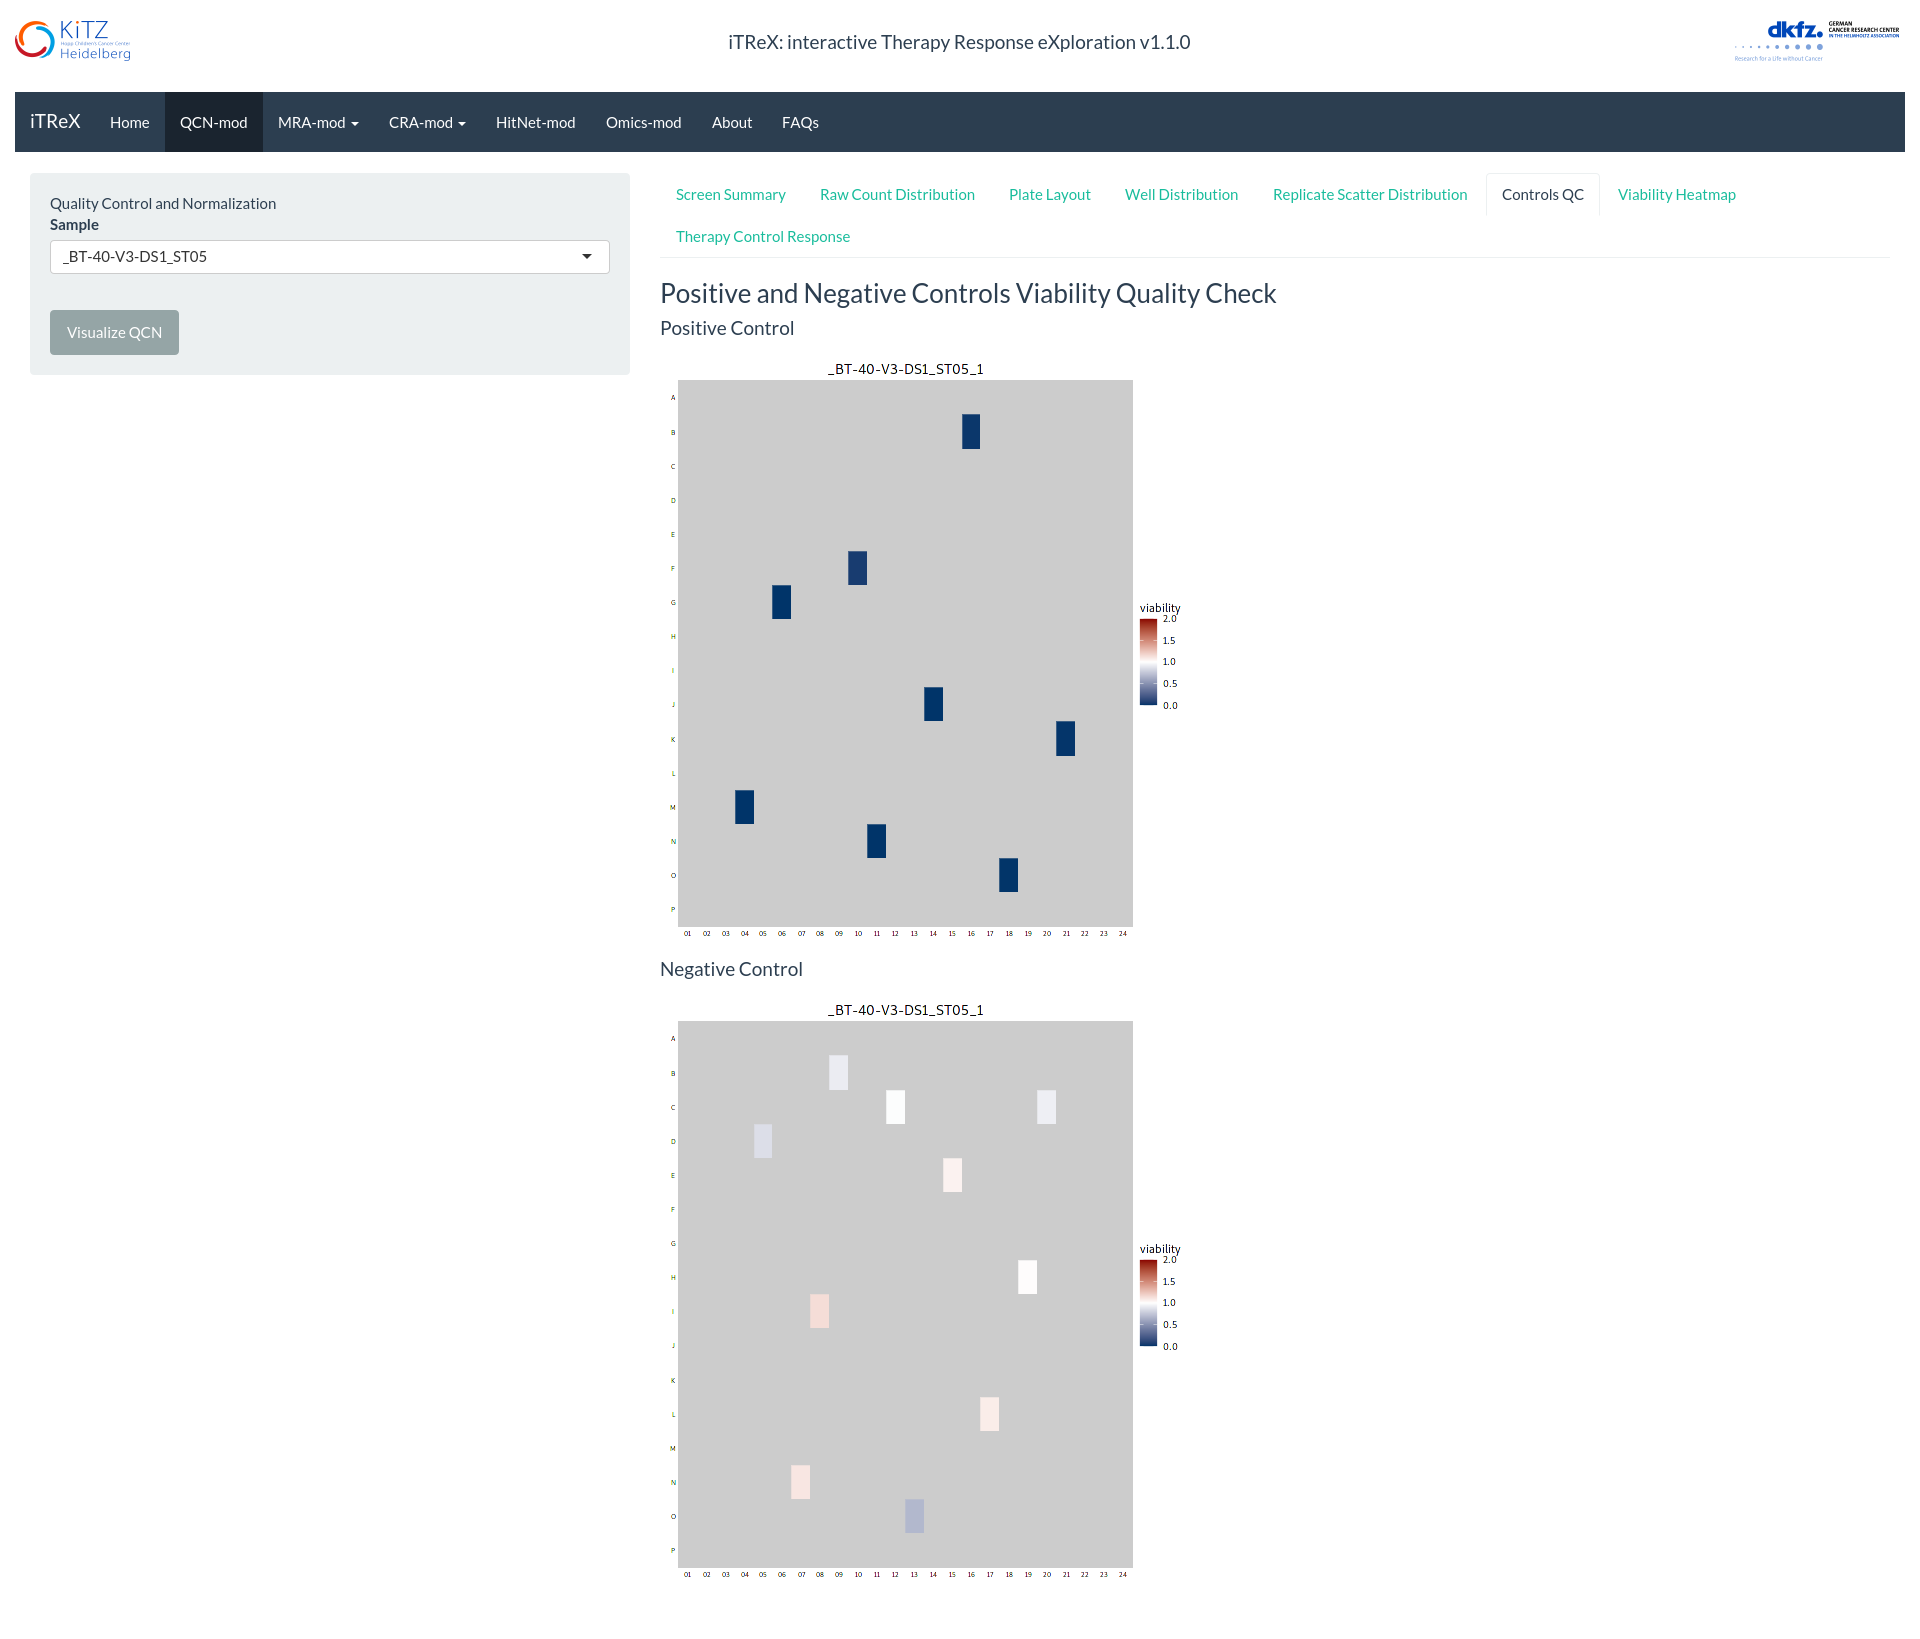 KiTZ
Hopp Children's Cancer Center
Heidelberg
iTReX: interactive Therapy Response eXploration v1.1.0
dkfz.
GERMAN
CANCER RESEARCH CENTER
IN THE HELMHOLTZ ASSOCIATION
Research for a Life without Cancer
iTReX Home QCN-mod MRA-mod CRA-mod HitNet-mod Omics-mod About FAQs
Quality Control and Normalization
Sample
_BT-40-V3-DS1_ST05
Visualize QCN
Screen Summary Raw Count Distribution Plate Layout Well Distribution Replicate Scatter Distribution Controls QC Viability Heatmap
Therapy Control Response
Positive and Negative Controls Viability Quality Check
Positive Control
_BT-40-V3-DS1_ST05_1
A
B
C
D
E
F
G
H
I
J
K
L
M
N
O
P
01 02 03 04 05 06 07 08 09 10 11 12 13 14 15 16 17 18 19 20 21 22 23 24
viability
2.0
1.5
1.0
0.5
0.0
Negative Control
_BT-40-V3-DS1_ST05_1
A
B
C
D
E
F
G
H
I
J
K
L
M
N
O
P
01 02 03 04 05 06 07 08 09 10 11 12 13 14 15 16 17 18 19 20 21 22 23 24
viability
2.0
1.5
1.0
0.5
0.0